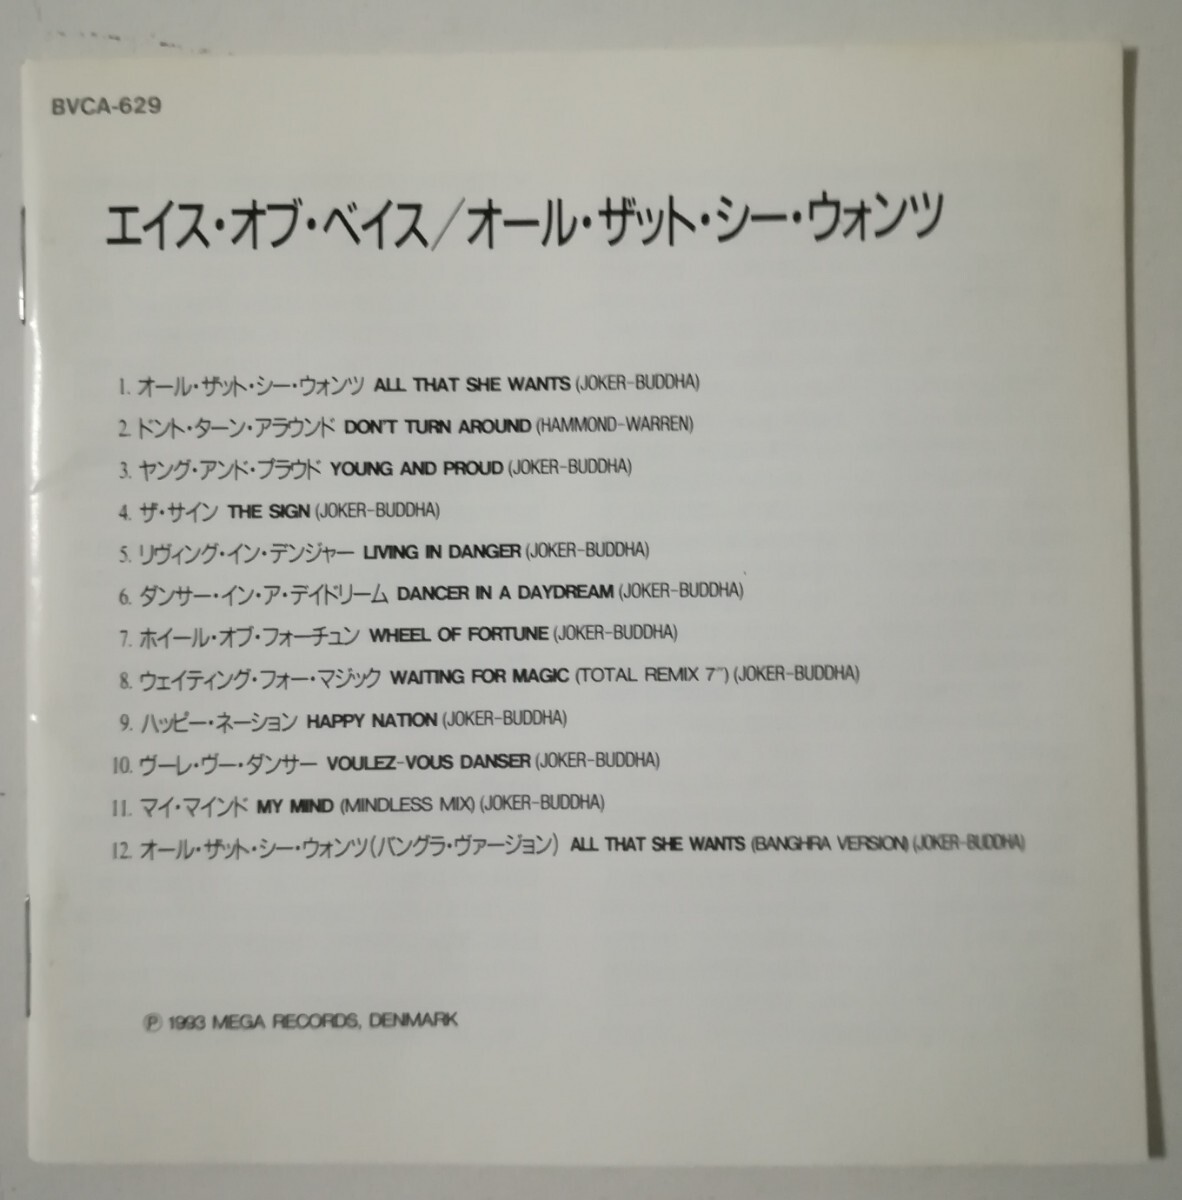 BVCA-629
エイス・オブ・ベイス/オール・ザット・シー・ウォンツ
1. オール・ザット・シー・ウォンツ ALL THAT SHE WANTS (JOKER-BUDDHA)
2. ドント・ターン・アラウンド DON'T TURN AROUND (HAMMOND-WARREN)
3. ヤング・アンド・プラウド YOUNG AND PROUD (JOKER-BUDDHA)
4. ザ・サイン THE SIGN (JOKER-BUDDHA)
5. リヴィング・イン・デンジャー LIVING IN DANGER (JOKER-BUDDHA)
6. ダンサー・イン・ア・デイドリーム DANCER IN A DAYDREAM (JOKER-BUDDHA)
7. ホイール・オブ・フォーチュン WHEEL OF FORTUNE (JOKER-BUDDHA)
8. ウェイティング・フォー・マジック WAITING FOR MAGIC (TOTAL REMIX 7") (JOKER-BUDDHA)
9. ハッピー・ネーション HAPPY NATION (JOKER-BUDDHA)
10. ヴーレ・ヴー・ダンサー VOULEZ-VOUS DANSER (JOKER-BUDDHA)
11. マイ・マインド MY MIND (MINDLESS MIX) (JOKER-BUDDHA)
12. オール・ザット・シー・ウォンツ(バングラ・ヴァージョン) ALL THAT SHE WANTS (BANGHRA VERSION) (JOKER-BUDDHA)
℗ 1993 MEGA RECORDS, DENMARK